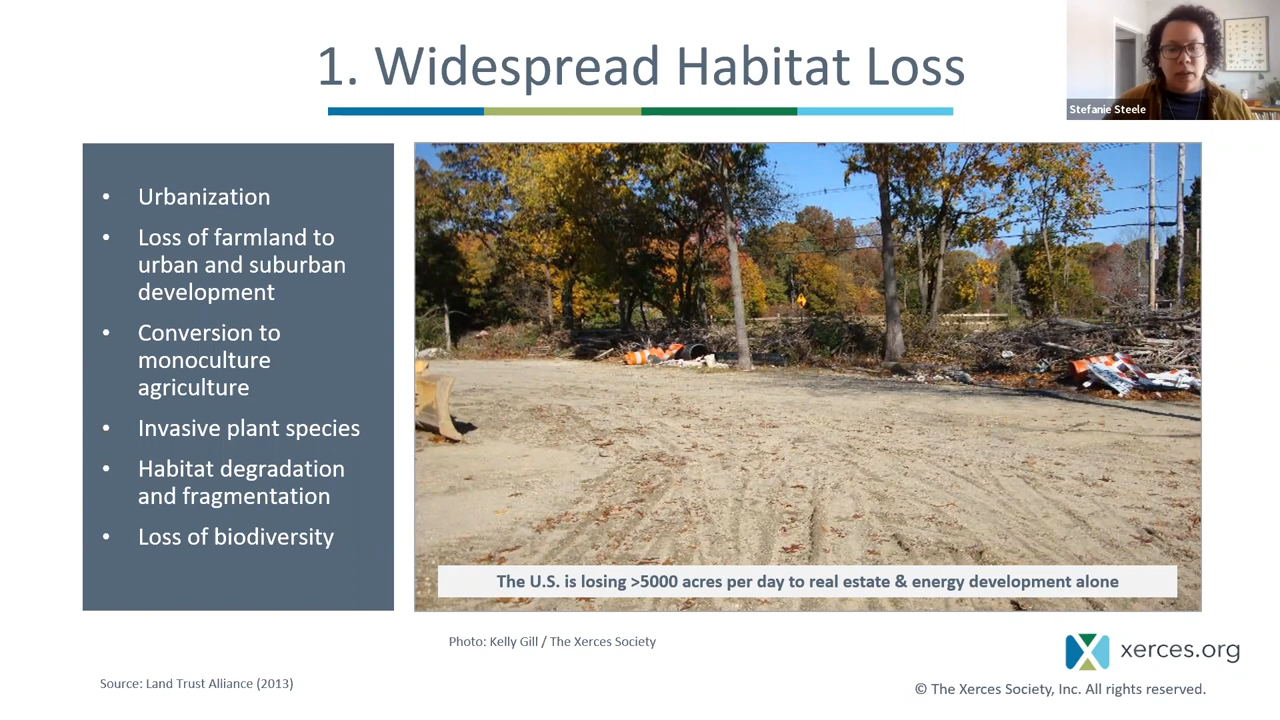 1. Widespread Habitat Loss
Stefanie Steele
• Urbanization
• Loss of farmland to
urban and suburban
development
• Conversion to
monoculture
agriculture
• Invasive plant species
• Habitat degradation
and fragmentation
• Loss of biodiversity
The U.S. is losing >5000 acres per day to real estate & energy development alone
Photo: Kelly Gill / The Xerces Society
xerces.org
Source: Land Trust Alliance (2013)
© The Xerces Society, Inc. All rights reserved.